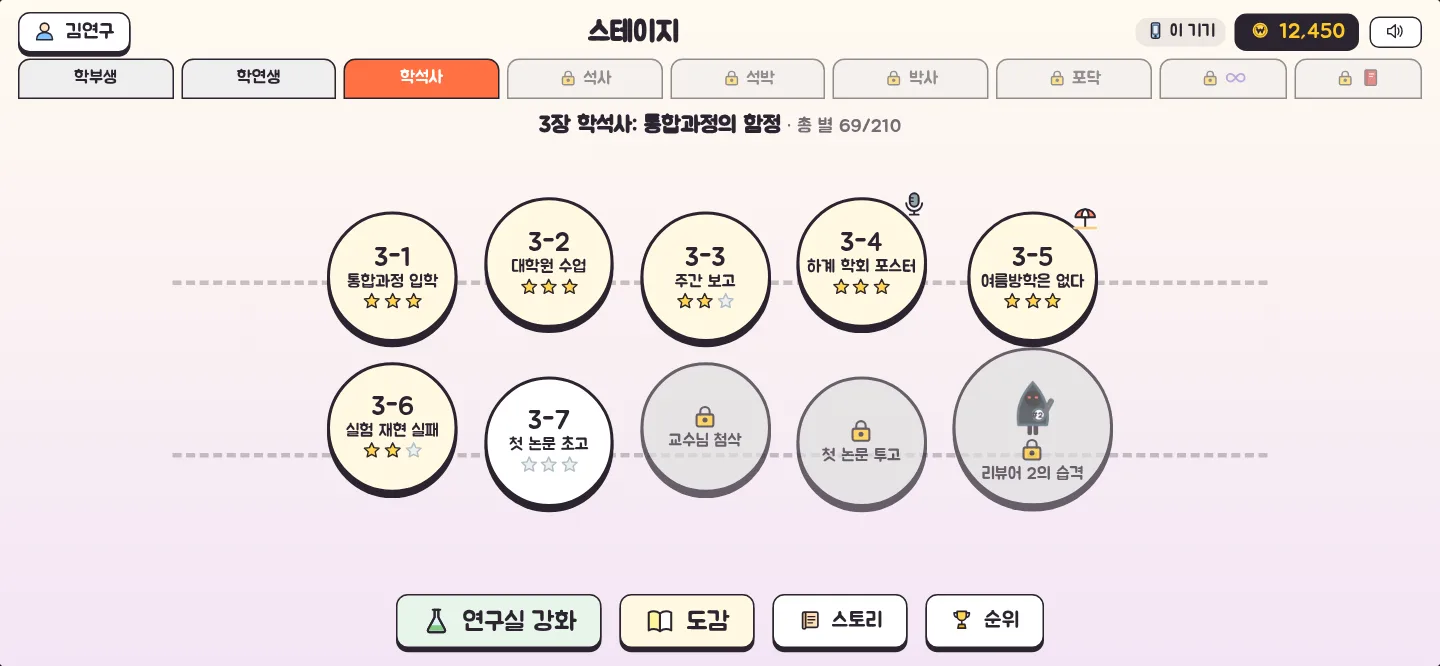 김연구
스테이지
이 기기
12,450
학부생
학연생
학석사
석사
석박
박사
포닥
∞
3장 학석사: 통합과정의 함정 · 총 별 69/210
3-1
통합과정 입학
3-2
대학원 수업
3-3
주간 보고
3-4
하계 학회 포스터
3-5
여름방학은 없다
3-6
실험 재현 실패
3-7
첫 논문 초고
교수님 첨삭
첫 논문 투고
리뷰어 2의 습격
연구실 강화
도감
스토리
순위